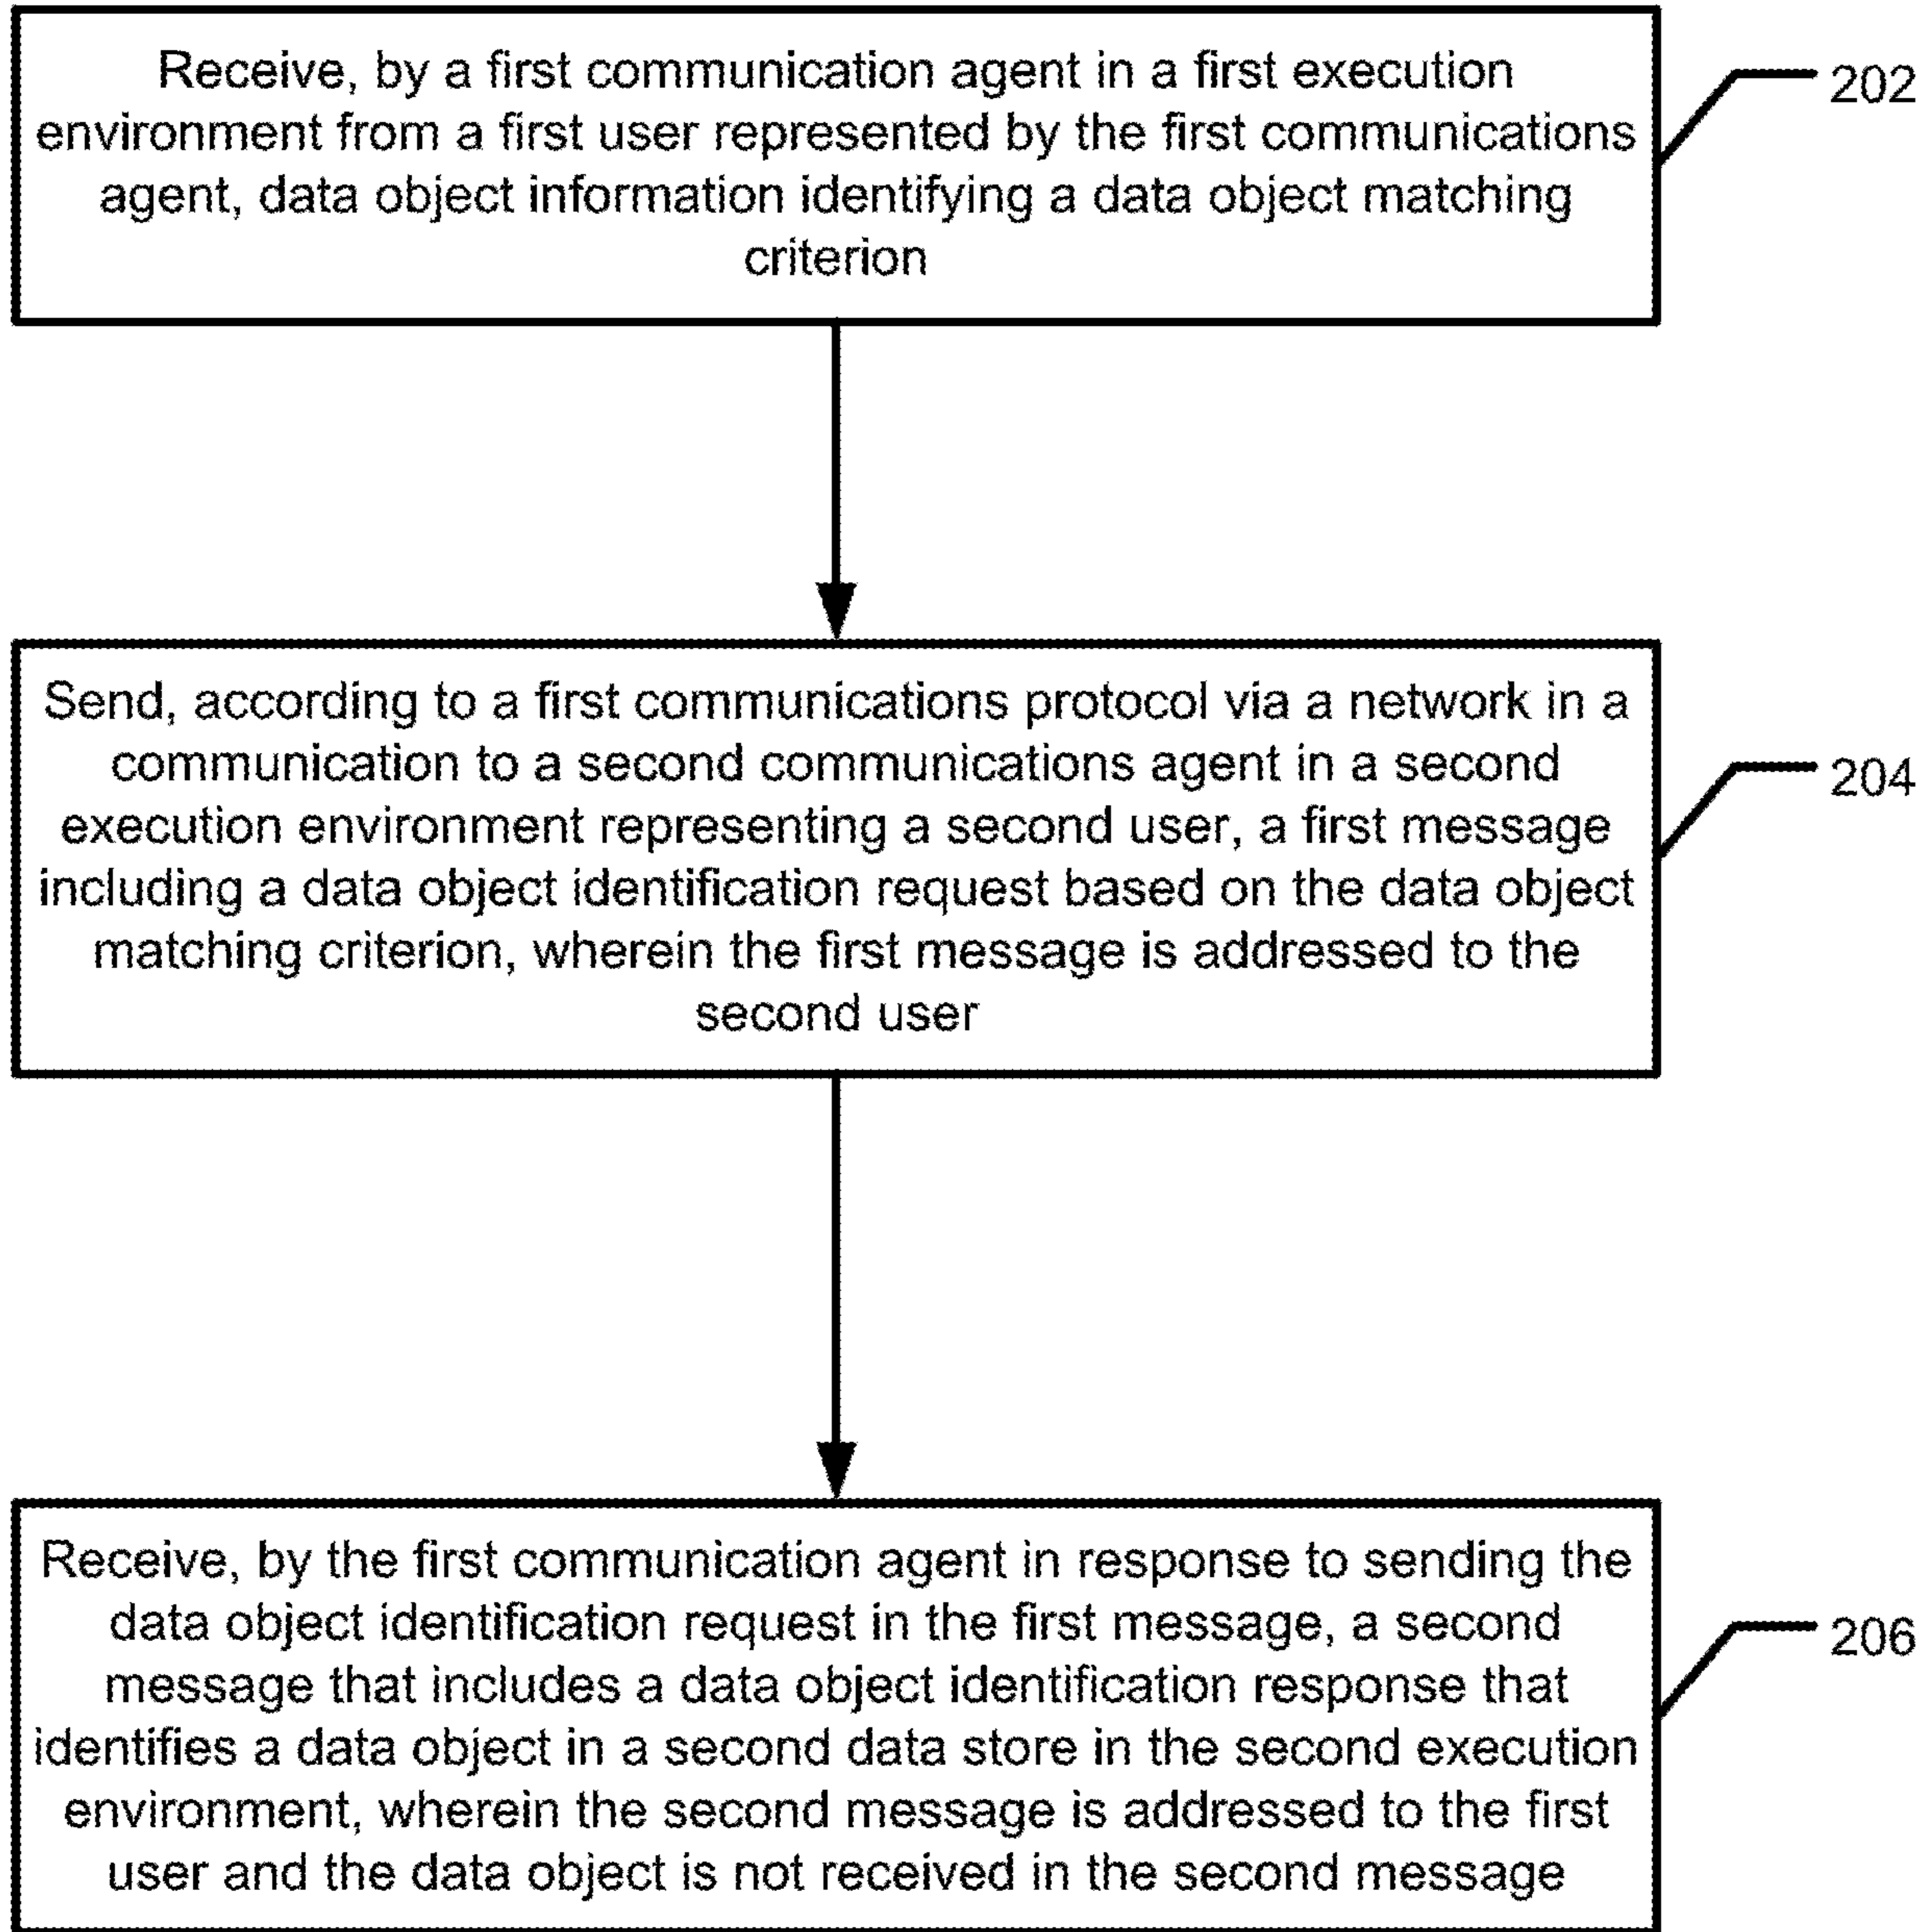 Receive, by a first communication agent in a first execution
environment from a first user represented by the first communications
agent, data object information identifying a data object matching
criterion
202
Send, according to a first communications protocol via a network in a
communication to a second communications agent in a second
execution environment representing a second user, a first message
including a data object identification request based on the data object
matching criterion, wherein the first message is addressed to the
second user
204
Receive, by the first communication agent in response to sending the
data object identification request in the first message, a second
message that includes a data object identification response that
identifies a data object in a second data store in the second execution
environment, wherein the second message is addressed to the first
user and the data object is not received in the second message
206